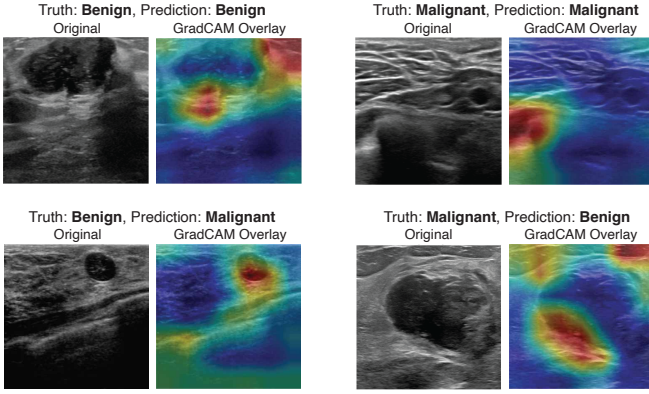 Truth: Benign, Prediction: Benign
Original GradCAM Overlay
Truth: Malignant, Prediction: Malignant
Original GradCAM Overlay
Truth: Benign, Prediction: Malignant
Original GradCAM Overlay
Truth: Malignant, Prediction: Benign
Original GradCAM Overlay